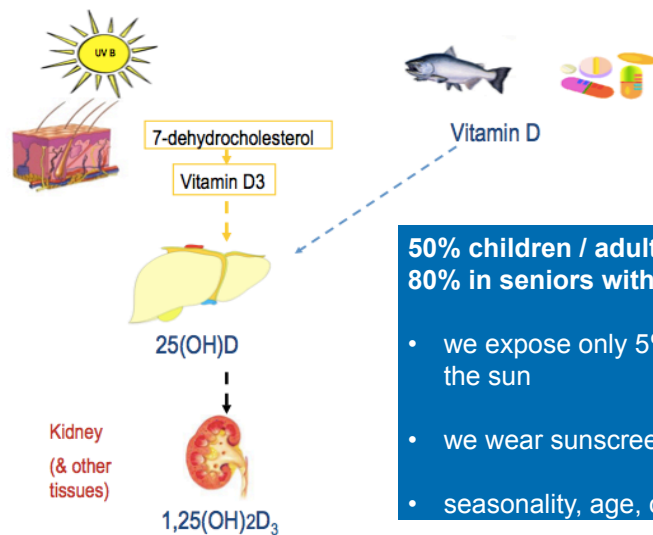 UV B
7-dehydrocholesterol
Vitamin D3
Vitamin D
25(OH)D
Kidney
(& other
tissues)
1,25(OH)2D₃
50% children / adult
80% in seniors with
• we expose only 5
the sun
• we wear
• seasonality, age,